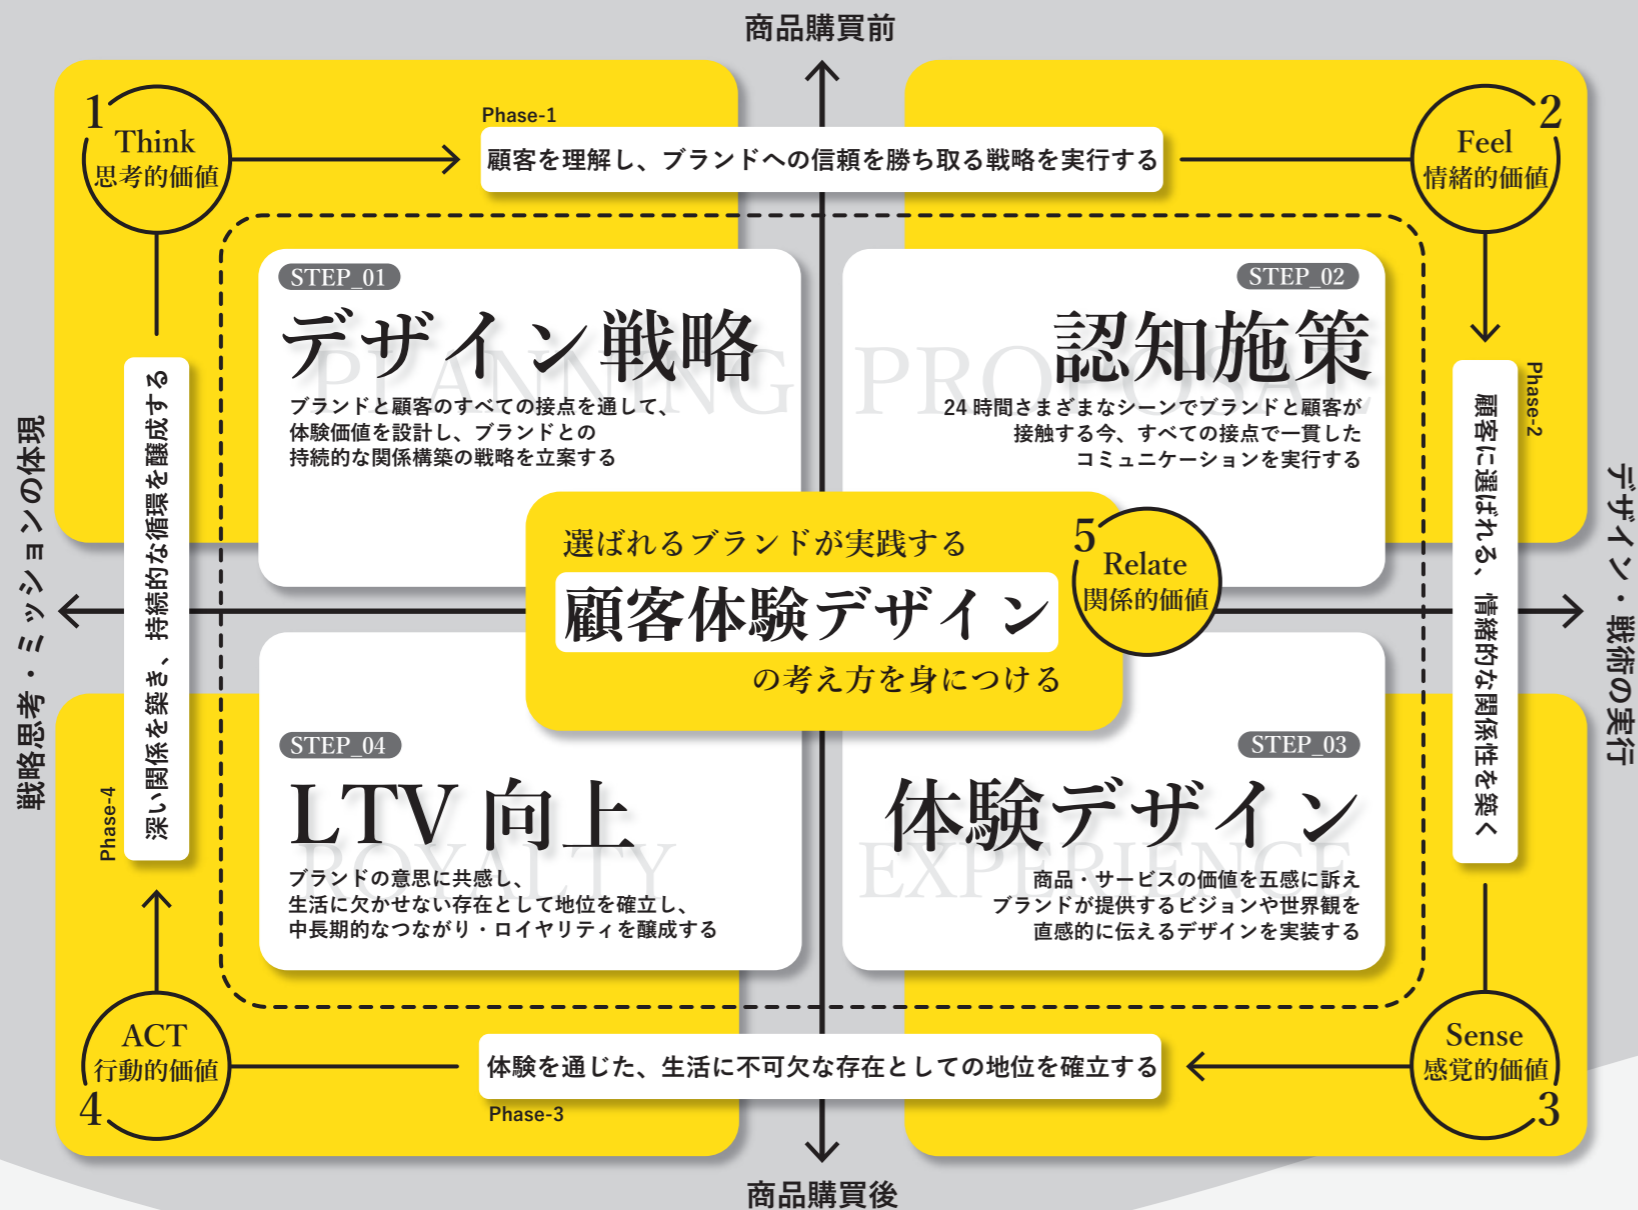 商品購買前
1
Think
思考的価値
Phase-1
顧客を理解し、ブランドへの信頼を勝ち取る戦略を実行する
2
Feel
情緒的価値
STEP_01
デザイン戦略
PLANNING
ブランドと顧客のすべての接点を通して、
体験価値を設計し、ブランドとの
持続的な関係構築の戦略を立案する
STEP_02
認知施策
PROPOSAL
24時間さまざまなシーンでブランドと顧客が
接触する今、すべての接点で一貫した
コミュニケーションを実行する
Phase-2
顧客に選ばれる、情緒的な関係性を築く
デザイン・戦術の実行
戦略思考・ミッションの体現
選ばれるブランドが実践する
顧客体験デザイン
の考え方を身につける
5
Relate
関係的価値
STEP_04
LTV 向上
ROYALTY
ブランドの意思に共感し、
生活に欠かせない存在として地位を確立し、
中長期的なつながり・ロイヤリティを醸成する
STEP_03
体験デザイン
EXPERIENCE
商品・サービスの価値を五感に訴え
ブランドが提供するビジョンや世界観を
直感的に伝えるデザインを実装する
Phase-4
深い関係を築き、持続的な循環を醸成する
ACT
行動的価値
4
体験を通じた、生活に不可欠な存在としての地位を確立する
Phase-3
Sense
感覚的価値
3
商品購買後